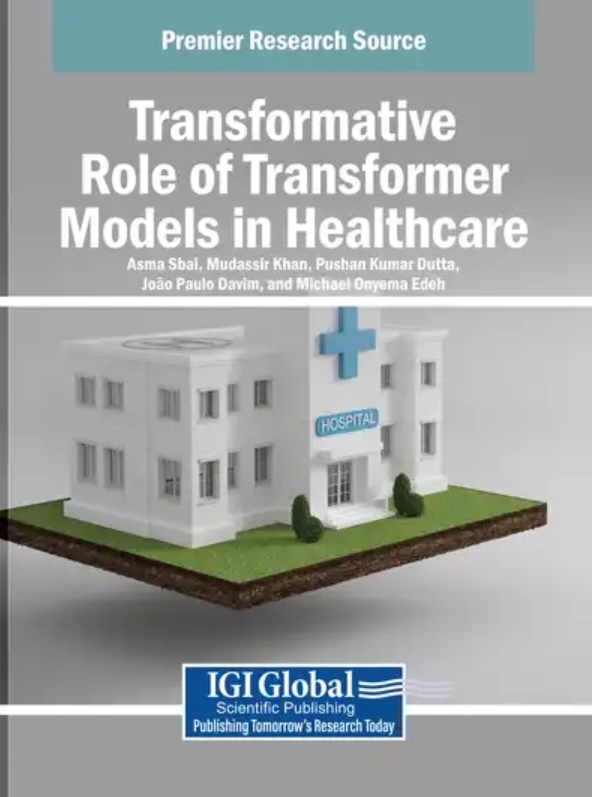 Premier Research Source
Transformative
Role of Transformer
Models in Healthcare
Asma Sbai, Mudassir Khan, Pushan Kumar Dutta,
João Paulo Davim, and Michael Onyema Edeh
HOSPITAL
IGI Global
Scientific Publishing
Publishing Tomorrow's Research Today